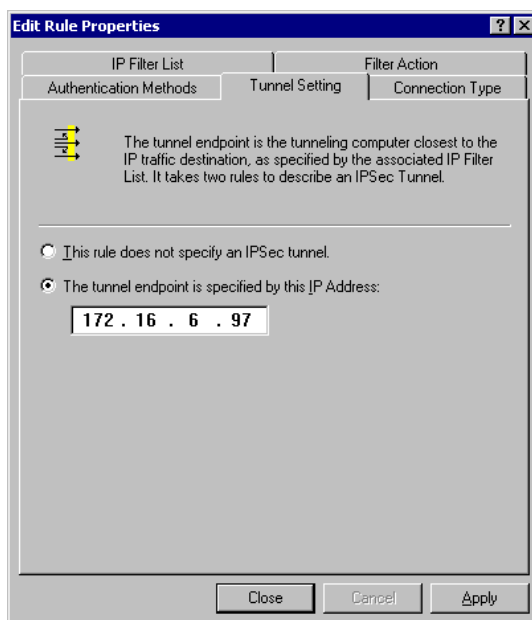 Edit Rule Properties
IP Filter List
Filter Action
Authentication Methods
Tunnel Setting
Connection Type
The tunnel endpoint is the tunneling computer closest to the
IP traffic destination, as specified by the associated IP Filter
List. It takes two rules to describe an IPSec Tunnel.
This rule does not specify an IPSec tunnel.
The tunnel endpoint is specified by this IP Address:
172 . 16 . 6 . 97
Close
Cancel
Apply